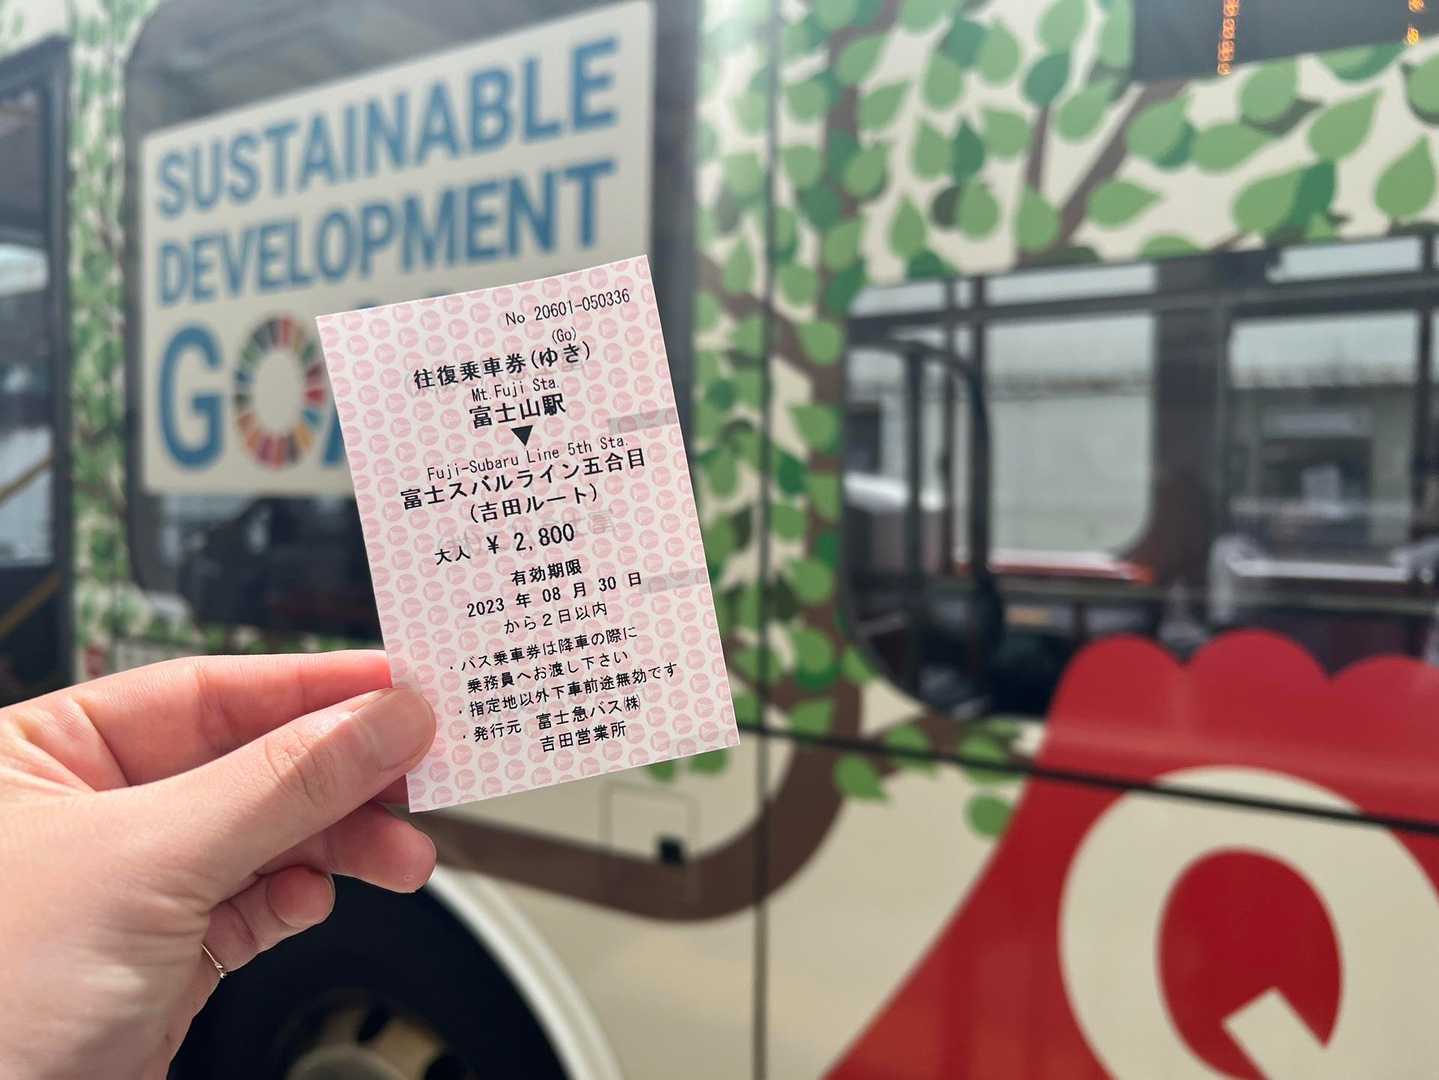 SUSTAINABLE
DEVELOPMENT
No 20601-050336
(Go)
往復乗車券(ゆき)
Mt.Fuji Sta.
富士山駅
▼
Fuji-Subaru Line 5th Sta.
富士スバルライン五合目
(吉田ルート)
大人 ¥ 2,800
有効期限
2023 年 08 月 30 日
から2日以内
・バス乗車券は降車の際に
乗務員へお渡し下さい
・指定地以外下車前途無効です
・発行元 富士急バス㈱
吉田営業所
Q